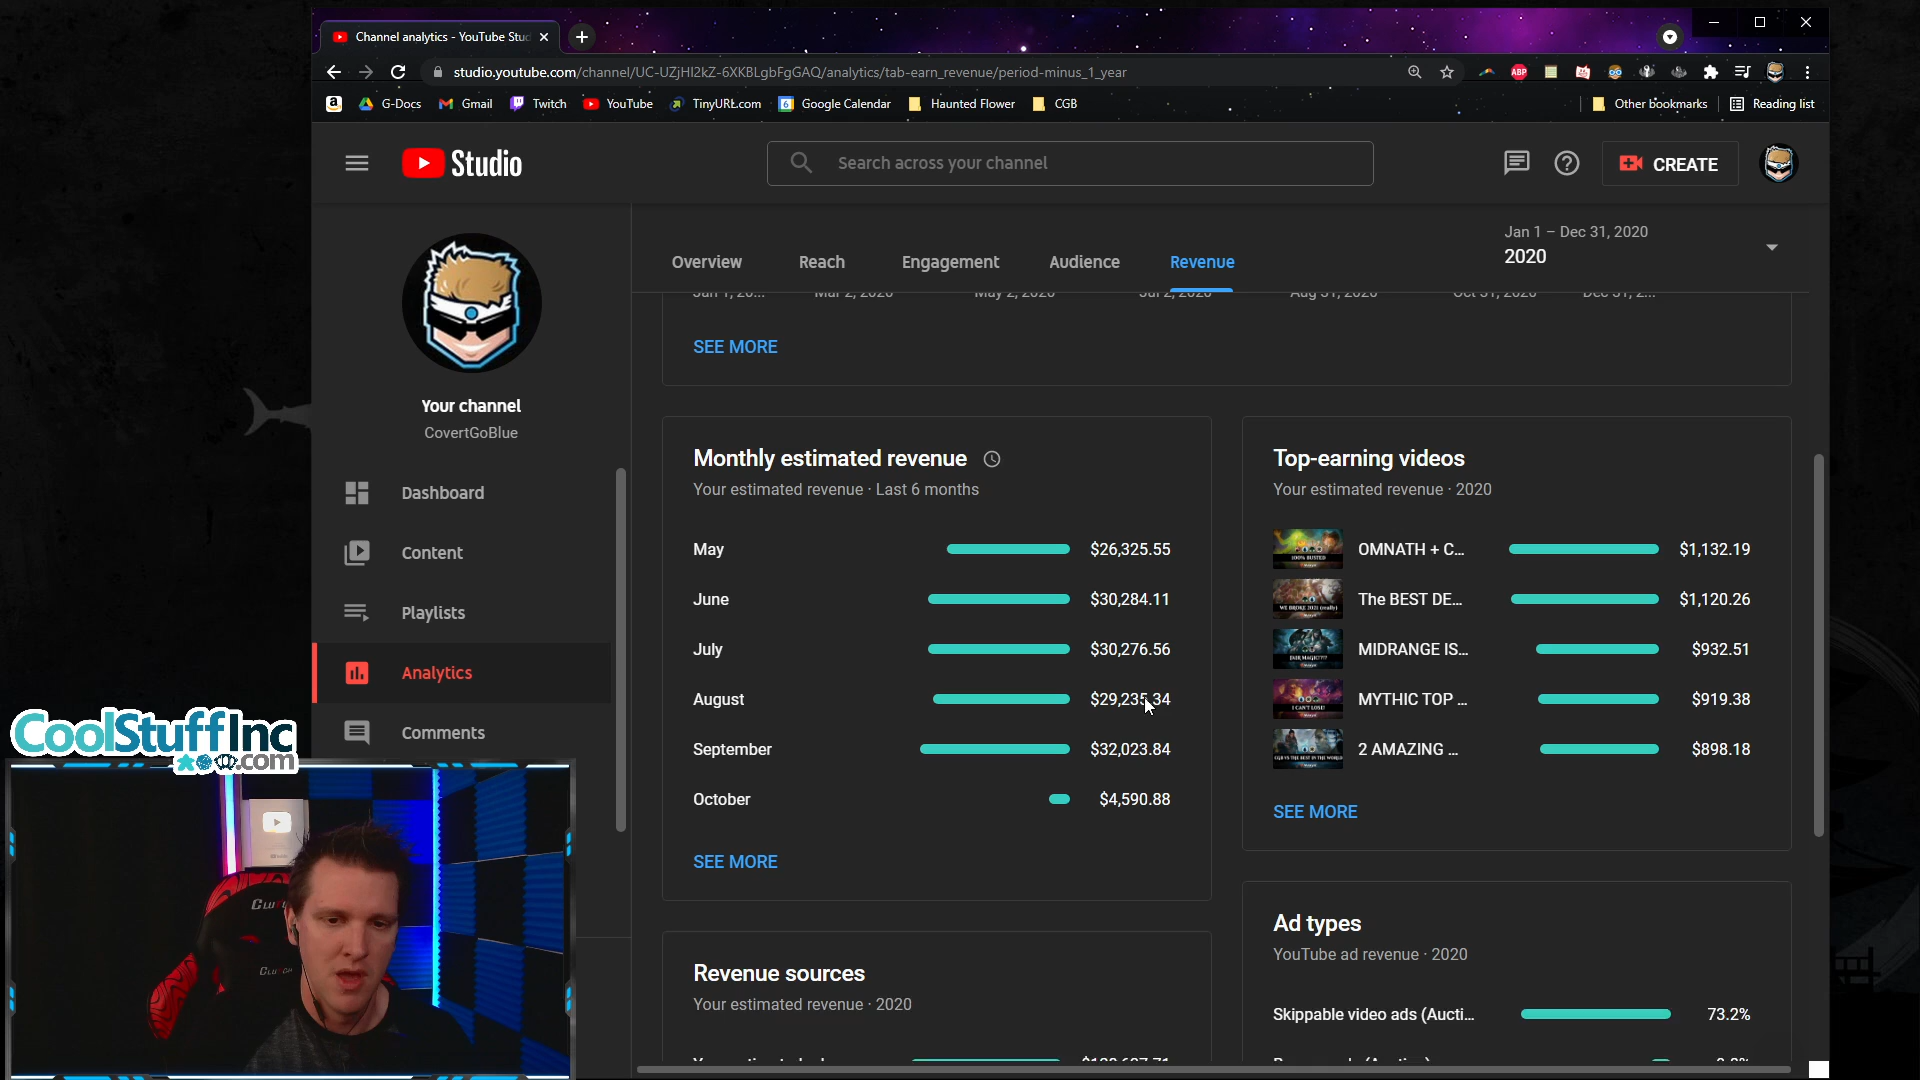 Channel analytics - YouTube Stu
studio.youtube.com/channel/UC-UZjHI2kZ-6XKBLgbFgGAQ/analytics/tab-earn_revenue/period-minus_1_year
ABP
G-Docs
Gmail
Twitch
YouTube
TinyURL.com
6
Google Calendar
Haunted Flower
CGB
Other bookmarks
Reading list
Studio
Search across your channel
CREATE
Overview
Reach
Engagement
Audience
Revenue
Jan 1 – Dec 31, 2020
2020
Your channel
CovertGoBlue
Dashboard
Content
Playlists
Analytics
Comments
SEE MORE
Monthly estimated revenue
Your estimated revenue · Last 6 months
May $26,325.55
June $30,284.11
July $30,276.56
August $29,235.34
September $32,023.84
October $4,590.88
SEE MORE
Top-earning videos
Your estimated revenue · 2020
OMNATH + C... $1,132.19
The BEST DE... $1,120.26
MIDRANGE IS... $932.51
MYTHIC TOP ... $919.38
2 AMAZING ... $898.18
SEE MORE
Revenue sources
Your estimated revenue · 2020
Ad types
YouTube ad revenue · 2020
Skippable video ads (Aucti... 73.2%
CoolStuffInc
.com